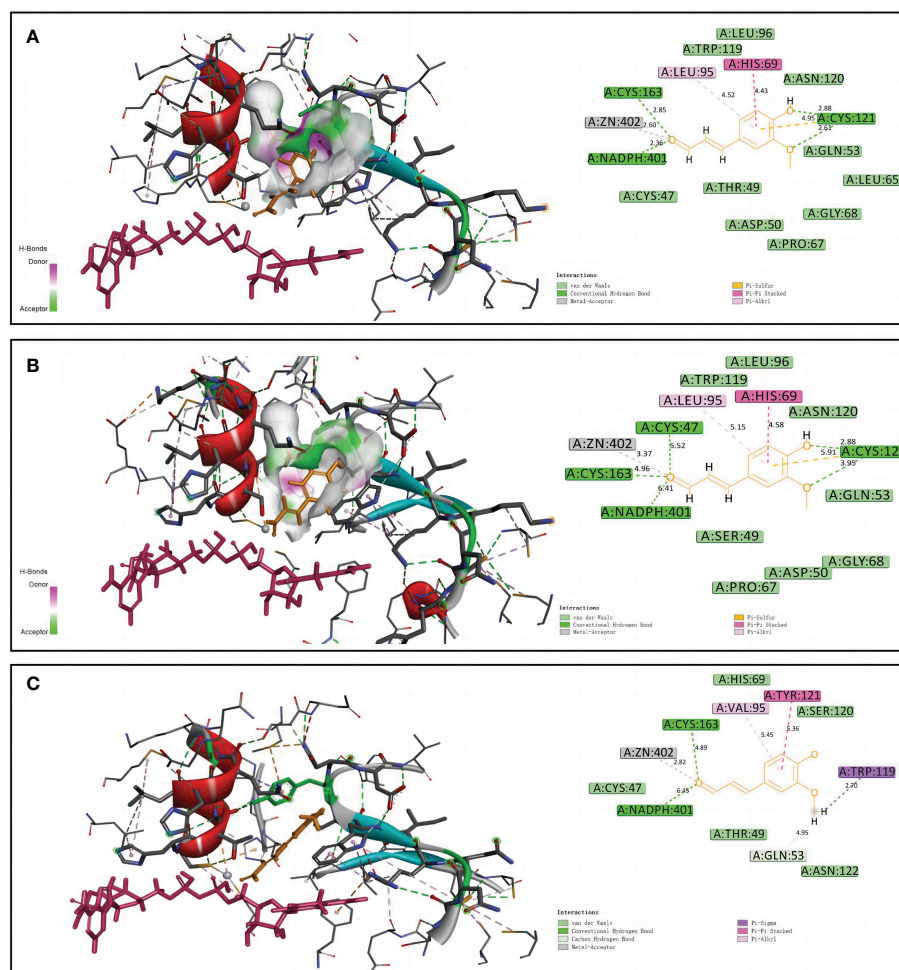 A
A:LEU:96
A:TRP:119
A:LEU:95
A:HIS:69
A:ASN:120
A:CYS:163
4.52
4.43
H
2.88
2.85
A:CYS:121
4.95
A:ZN:402
2.60
O
H
O
2.61
2.36
A:GLN:53
A:NADPH:401
H
A:LEU:65
A:CYS:47
A:THR:49
A:GLY:68
A:ASP:50
A:PRO:67
H-Bonds
Donor
Acceptor
Interactions
van der Waals
Conventional Hydrogen Bond
Metal-Acceptor
Pi-Sulfur
Pi-Pi Stacked
Pi-Alkyl
B
A:LEU:96
A:TRP:119
A:LEU:95
A:HIS:69
A:ASN:120
A:CYS:47
5.15
4.58
H
2.88
A:ZN:402
5.52
H
O
5.91
A:CYS:12
3.37
A:CYS:163
4.96
O
O
3.95
6.41
A:NADPH:401
H
A:GLN:53
A:SER:49
A:GLY:68
A:ASP:50
A:PRO:67
H-Bonds
Donor
Acceptor
Interactions
van der Waals
Conventional Hydrogen Bond
Metal-Acceptor
Pi-Sulfur
Pi-Pi Stacked
Pi-Alkyl
C
A:HIS:69
A:TYR:121
A:VAL:95
A:SER:120
A:CYS:163
5.45
5.36
4.89
A:ZN:402
O
2.82
A:TRP:119
O
O
2.70
A:CYS:47
6.45
H
A:NADPH:401
H
A:THR:49
4.95
A:GLN:53
A:ASN:122
Interactions
van der Waals
Conventional Hydrogen Bond
Carbon Hydrogen Bond
Metal-Acceptor
Pi-Sigma
Pi-Pi Stacked
Pi-Alkyl